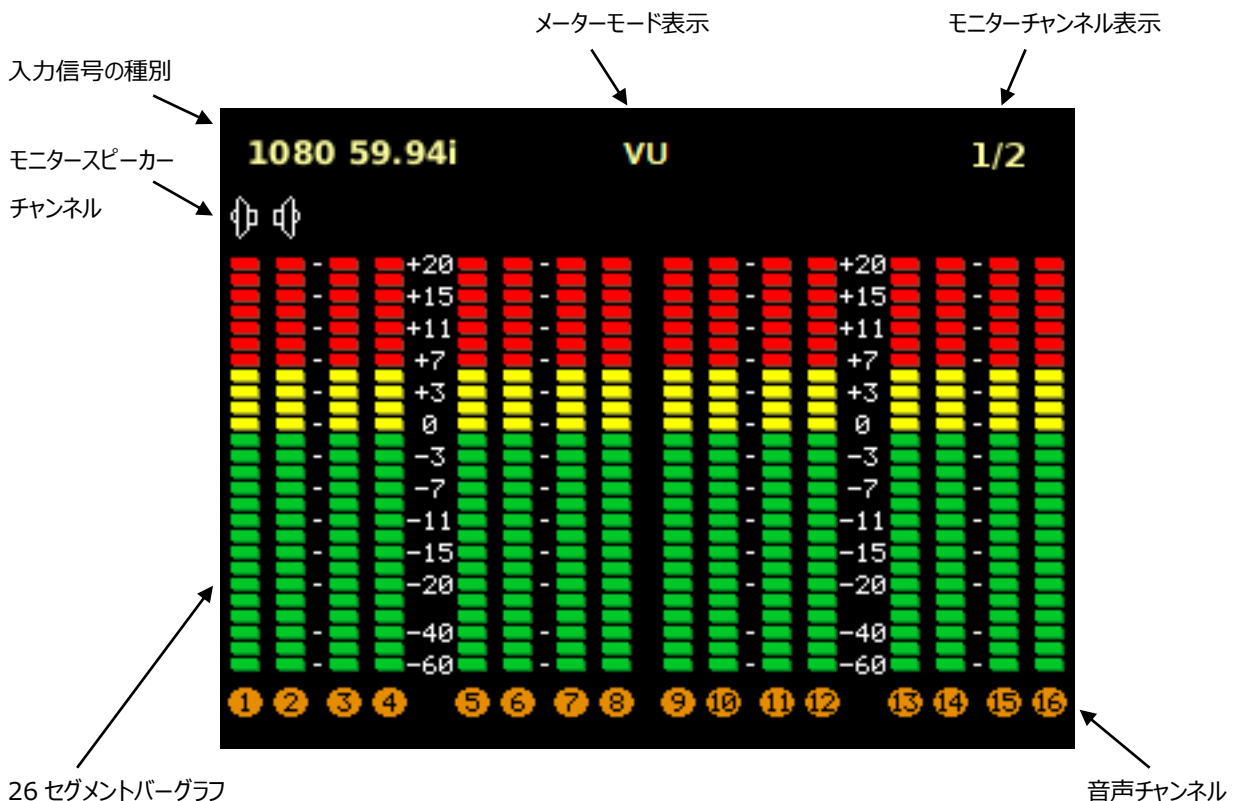 メーターモード表示
モニターチャンネル表示
入力信号の種別
モニタースピーカー
チャンネル
1080 59.94i VU 1/2
+20 +20
+15 +15
+11 +11
+7 +7
+3 +3
0 0
-3 -3
-7 -7
-11 -11
-15 -15
-20 -20
-40 -40
-60 -60
1 2 3 4 5 6 7 8 9 10 11 12 13 14 15 16
26 セグメントバーグラフ
音声チャンネル